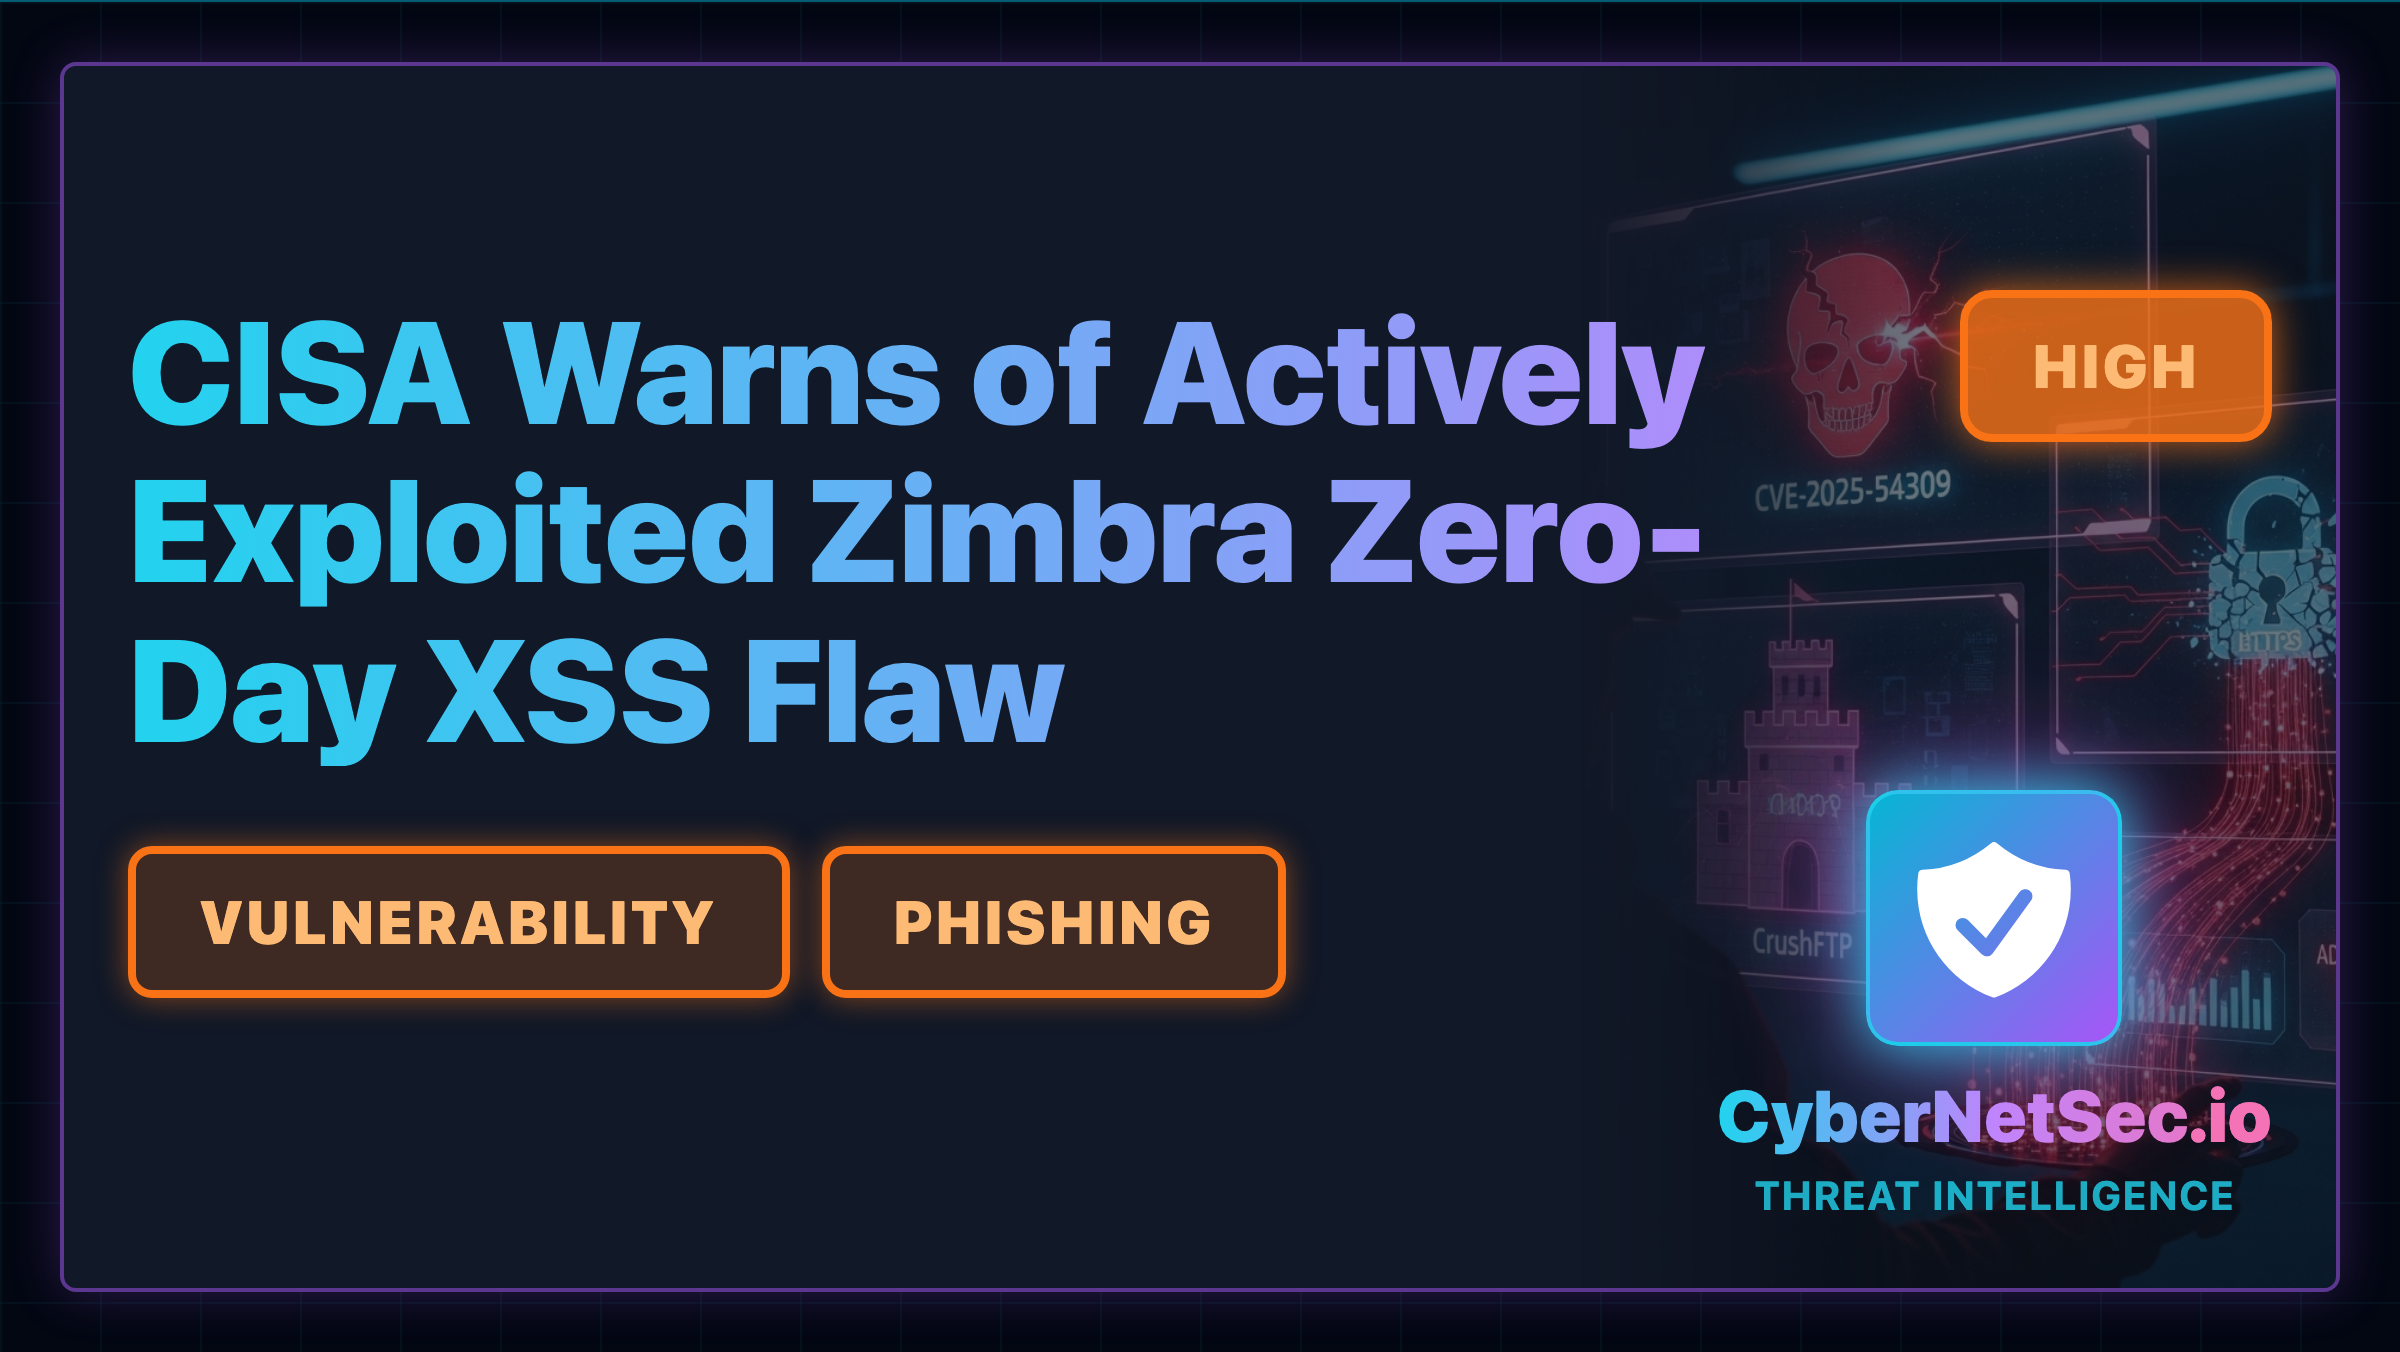 CISA Warns of Actively
Exploited Zimbra Zero-
Day XSS Flaw
HIGH
VULNERABILITY
PHISHING
CVE-2025-54309
HTTPS
CrushFTP
CyberNetSec.io
THREAT INTELLIGENCE